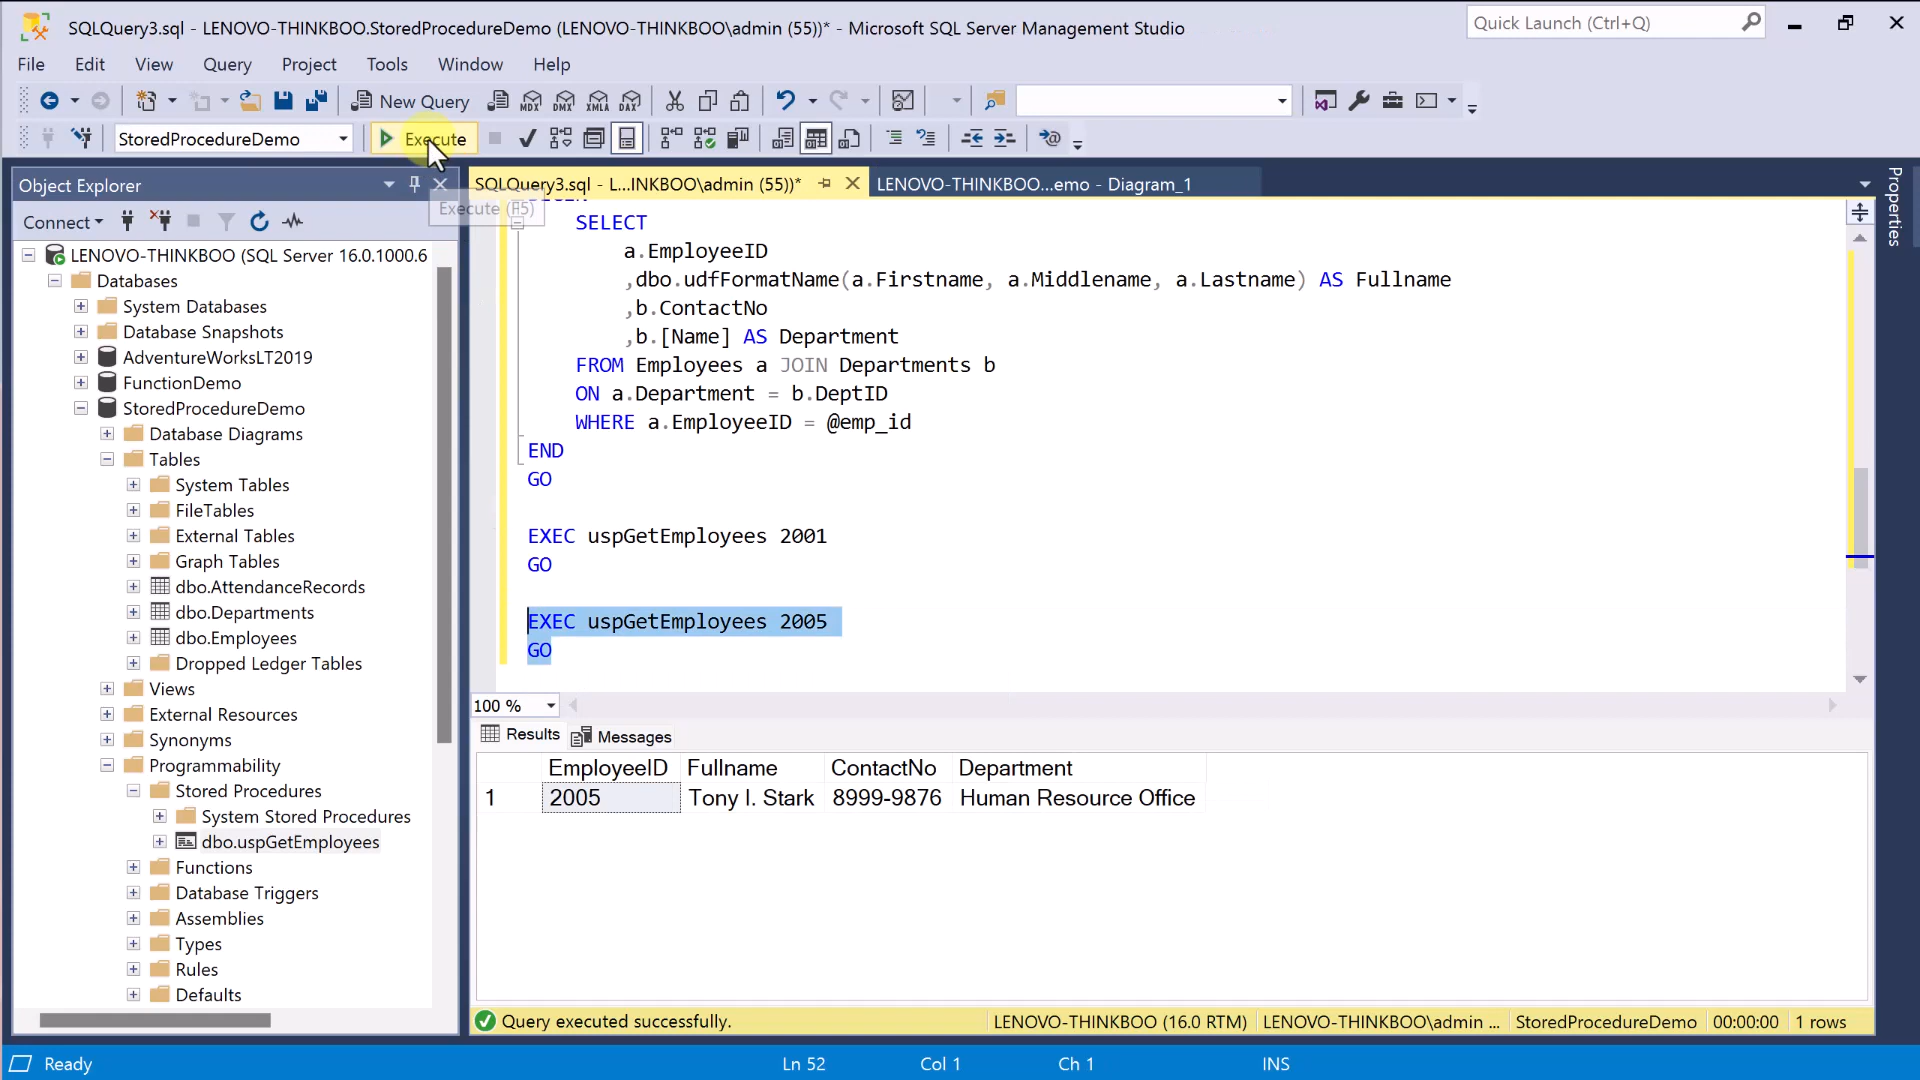 SQLQuery3.sql - LENOVO-THINKBOO.StoredProcedureDemo (LENOVO-THINKBOO\admin (55))* - Microsoft SQL Server Management Studio
Quick Launch (Ctrl+Q)
File Edit View Query Project Tools Window Help
New Query MDX DMX XMLA DAX
StoredProcedureDemo Execute
Object Explorer
SQLQuery3.sql - L...INKBOO\admin (55))* LENOVO-THINKBOO...emo - Diagram_1
Execute (F5)
Properties
Connect
LENOVO-THINKBOO (SQL Server 16.0.1000.6
Databases
System Databases
Database Snapshots
AdventureWorksLT2019
FunctionDemo
StoredProcedureDemo
Database Diagrams
Tables
System Tables
FileTables
External Tables
Graph Tables
dbo.AttendanceRecords
dbo.Departments
dbo.Employees
Dropped Ledger Tables
Views
External Resources
Synonyms
Programmability
Stored Procedures
System Stored Procedures
dbo.uspGetEmployees
Functions
Database Triggers
Assemblies
Types
Rules
Defaults
SELECT
a.EmployeeID
,dbo.udfFormatName(a.Firstname, a.Middlename, a.Lastname) AS Fullname
,b.ContactNo
,b.[Name] AS Department
FROM Employees a JOIN Departments b
ON a.Department = b.DeptID
WHERE a.EmployeeID = @emp_id
END
GO
EXEC uspGetEmployees 2001
GO
EXEC uspGetEmployees 2005
GO
100 %
Results Messages
EmployeeID Fullname ContactNo Department
1 2005 Tony I. Stark 8999-9876 Human Resource Office
Query executed successfully. LENOVO-THINKBOO (16.0 RTM) LENOVO-THINKBOO\admin ... StoredProcedureDemo 00:00:00 1 rows
Ready Ln 52 Col 1 Ch 1 INS